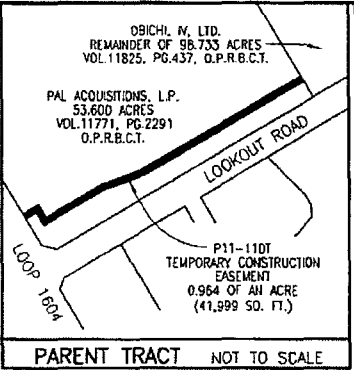 OBICHI, IV, LTD.
REMAINDER OF 98.733 ACRES
VOL.11825, PG.437, O.P.R.B.C.T.
PAL ACQUISITIONS, L.P.
53.600 ACRES
VOL.11771, PG.2291
O.P.R.B.C.T.
LOOKOUT ROAD
LOOP 1604
P11-11DT
TEMPORARY CONSTRUCTION
EASEMENT
0.964 OF AN ACRE
(41,999 SQ. FT.)
PARENT TRACT NOT TO SCALE